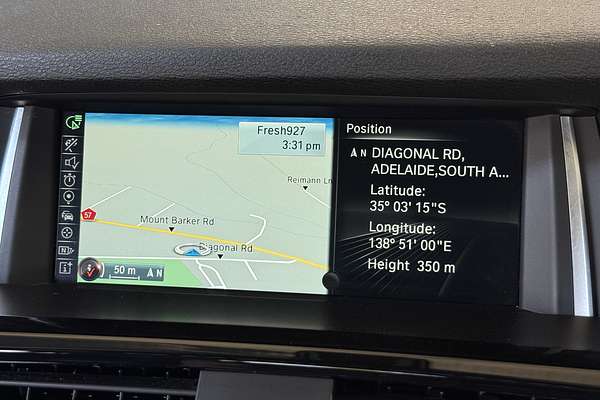 Fresh927
3:31 pm
Reimann Ln
57
Mount Barker Rd
Diagonal Rd
50 m
N
Position
N DIAGONAL RD,
ADELAIDE,SOUTH A...
Latitude:
35° 03' 15"S
Longitude:
138° 51' 00"E
Height 350 m